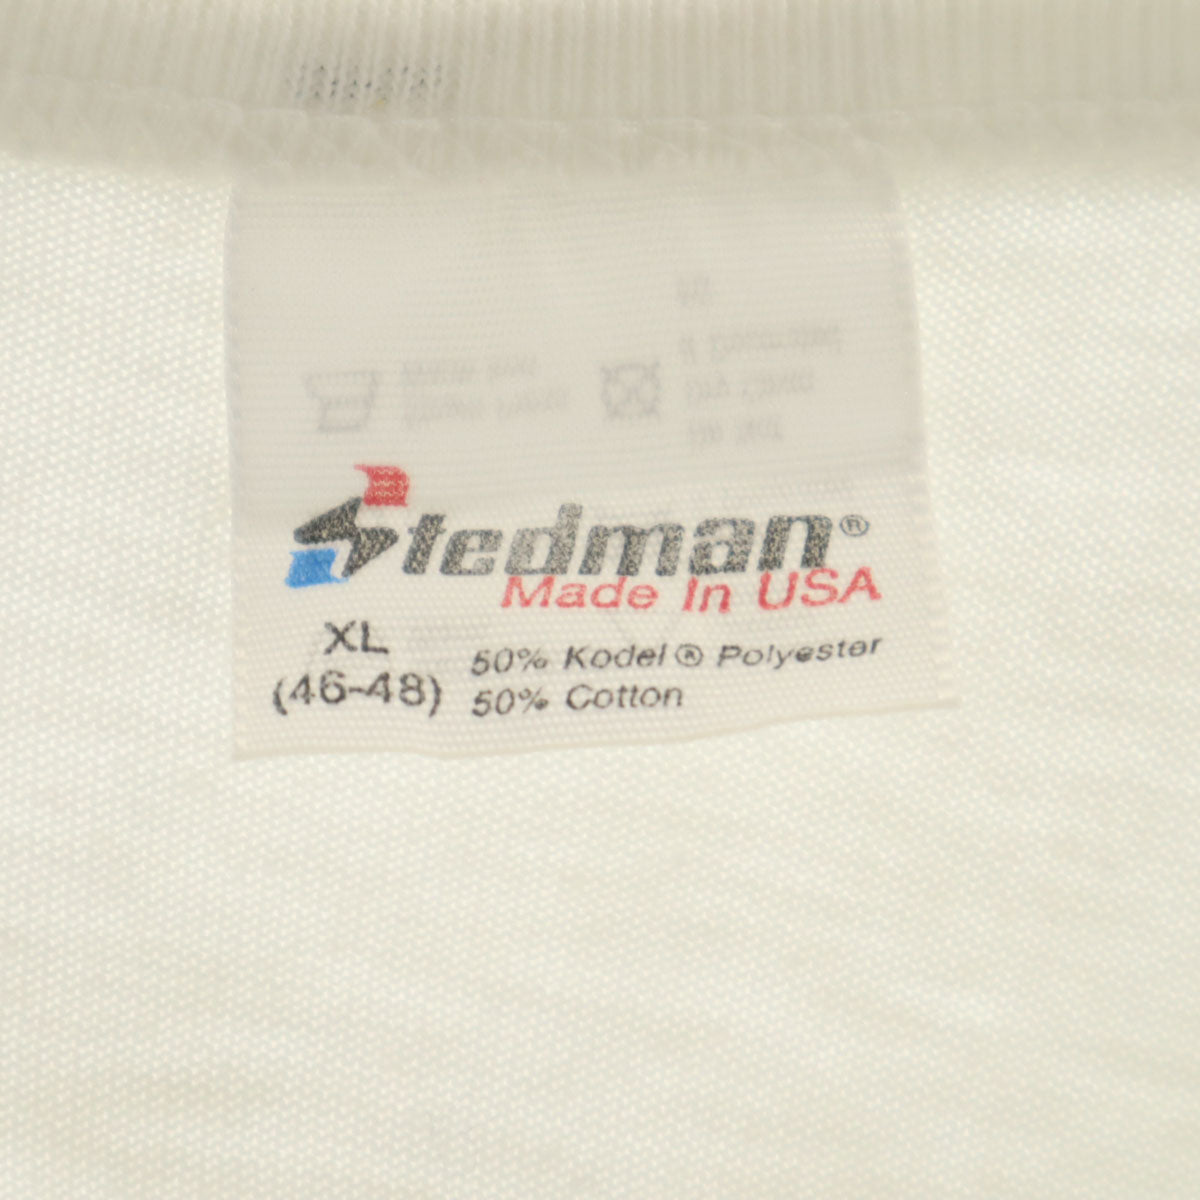 Stedman®
Made In USA
XL
(46-48)
50% Kodel® Polyester
50% Cotton